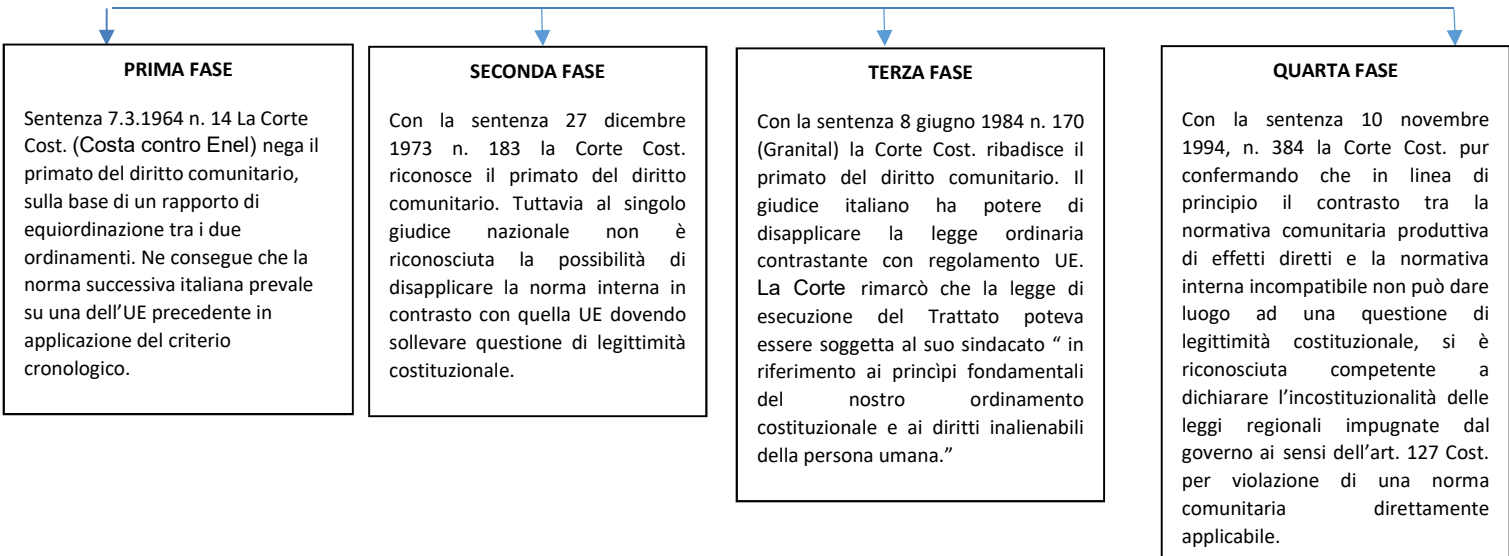 PRIMA FASE
Sentenza 7.3.1964 n. 14 La Corte
Cost. (Costa contro Enel) nega il
primato del diritto comunitario,
sulla base di un rapporto di
equiordinazione tra i due
ordinamenti. Ne consegue che la
norma successiva italiana prevale
su una dell’UE precedente in
applicazione del criterio
cronologico.
SECONDA FASE
Con la sentenza 27 dicembre
1973 n. 183 la Corte Cost.
riconosce il primato del diritto
comunitario. Tuttavia al singolo
giudice nazionale non è
riconosciuta la possibilità di
disapplicare la norma interna in
contrasto con quella UE dovendo
sollevare questione di legittimità
costituzionale.
TERZA FASE
Con la sentenza 8 giugno 1984 n. 170
(Granital) la Corte Cost. ribadisce il
primato del diritto comunitario. Il
giudice italiano ha potere di
disapplicare la legge ordinaria
contrastante con regolamento UE.
La Corte rimarcò che la legge di
esecuzione del Trattato poteva
essere soggetta al suo sindacato “ in
riferimento ai princìpi fondamentali
del nostro ordinamento
costituzionale e ai diritti inalienabili
della persona umana.”
QUARTA FASE
Con la sentenza 10 novembre
1994, n. 384 la Corte Cost. pur
confermando che in linea di
principio il contrasto tra la
normativa comunitaria produttiva
di effetti diretti e la normativa
interna incompatibile non può dare
luogo ad una questione di
legittimità costituzionale, si è
riconosciuta competente a
dichiarare l’incostituzionalità delle
leggi regionali impugnate dal
governo ai sensi dell’art. 127 Cost.
per violazione di una norma
comunitaria direttamente
applicabile.